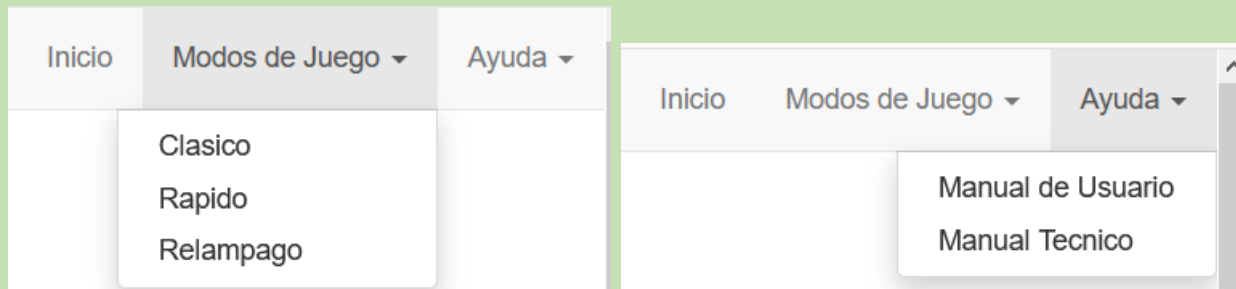 Inicio Modos de Juego Ayuda
Clasico
Rapido
Relampago
Inicio Modos de Juego Ayuda
Manual de Usuario
Manual Tecnico